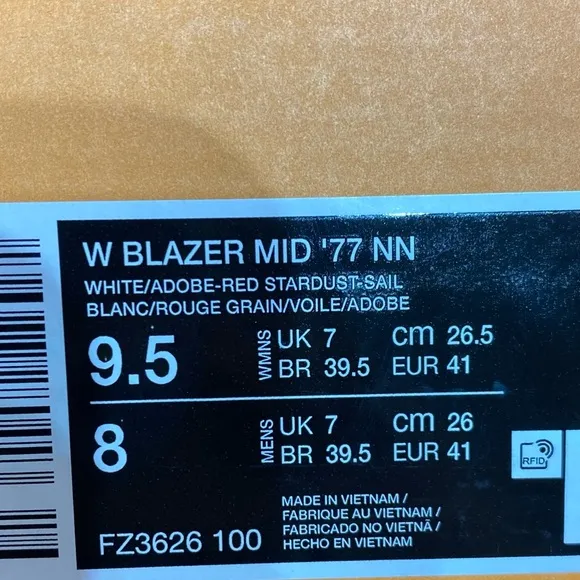 W BLAZER MID '77 NN
WHITE/ADOBE-RED STARDUST-SAIL
BLANC/ROUGE GRAIN/VOILE/ADOBE
9.5 WMNS UK 7 cm 26.5
BR 39.5 EUR 41
8 MENS UK 7 cm 26
BR 39.5 EUR 41
RFID
MADE IN VIETNAM /
FABRIQUE AU VIETNAM /
FABRICADO NO VIETNÃ /
HECHO EN VIETNAM
FZ3626 100